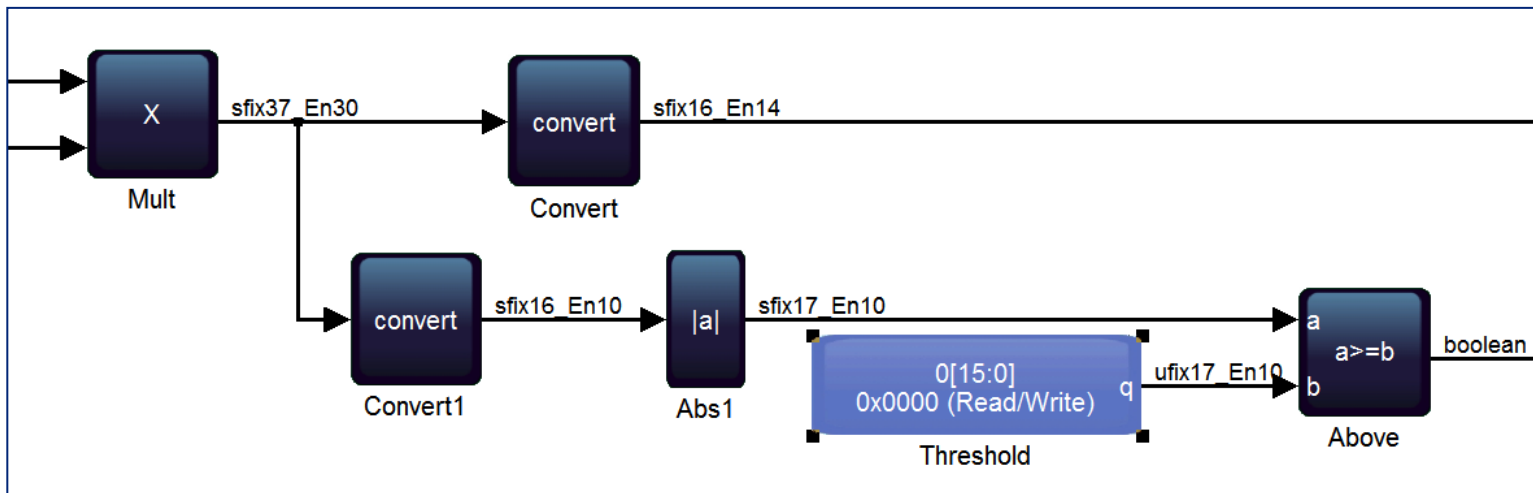 X
Mult
sfix37_En30
convert
Convert
sfix16_En14
convert
Convert1
sfix16_En10
|a|
Abs1
sfix17_En10
0[15:0]
0x0000 (Read/Write)
q
Threshold
ufix17_En10
a
a>=b
b
Above
boolean